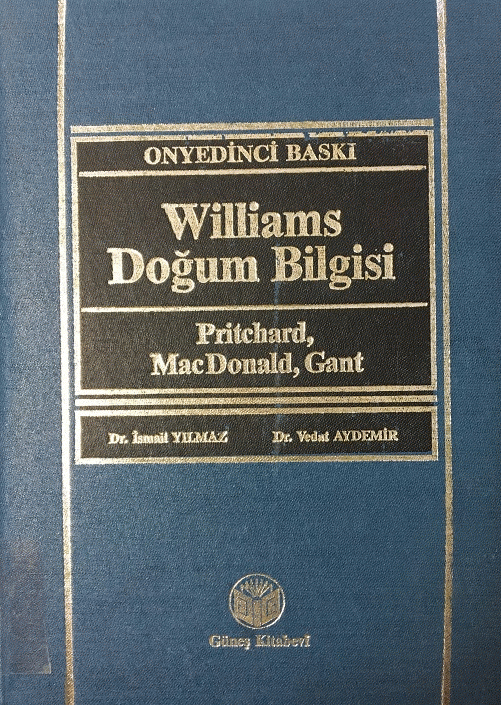 ONYEDİNCİ BASKI
Williams
Doğum Bilgisi
Pritchard,
MacDonald, Gant
Dr. İsmail YILMAZ Dr. Vedat AYDEMİR
Güneş Kitabevi